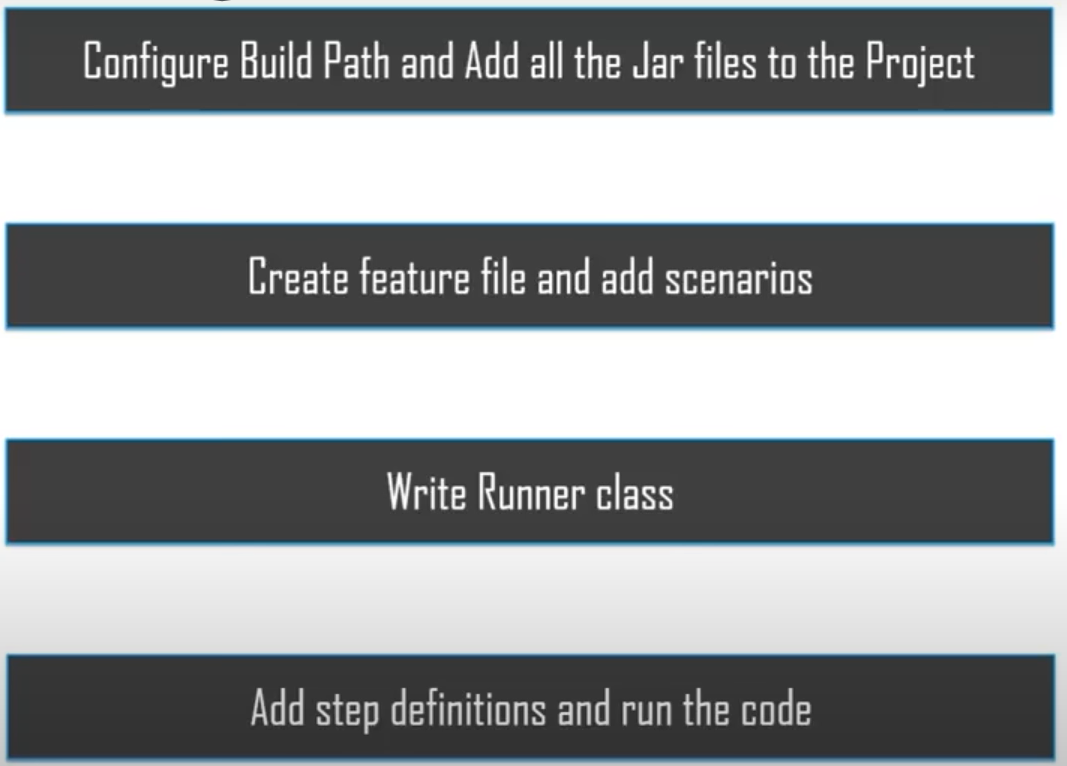 Configure Build Path and Add all the Jar files to the Project
Create feature file and add scenarios
Write Runner class
Add step definitions and run the code